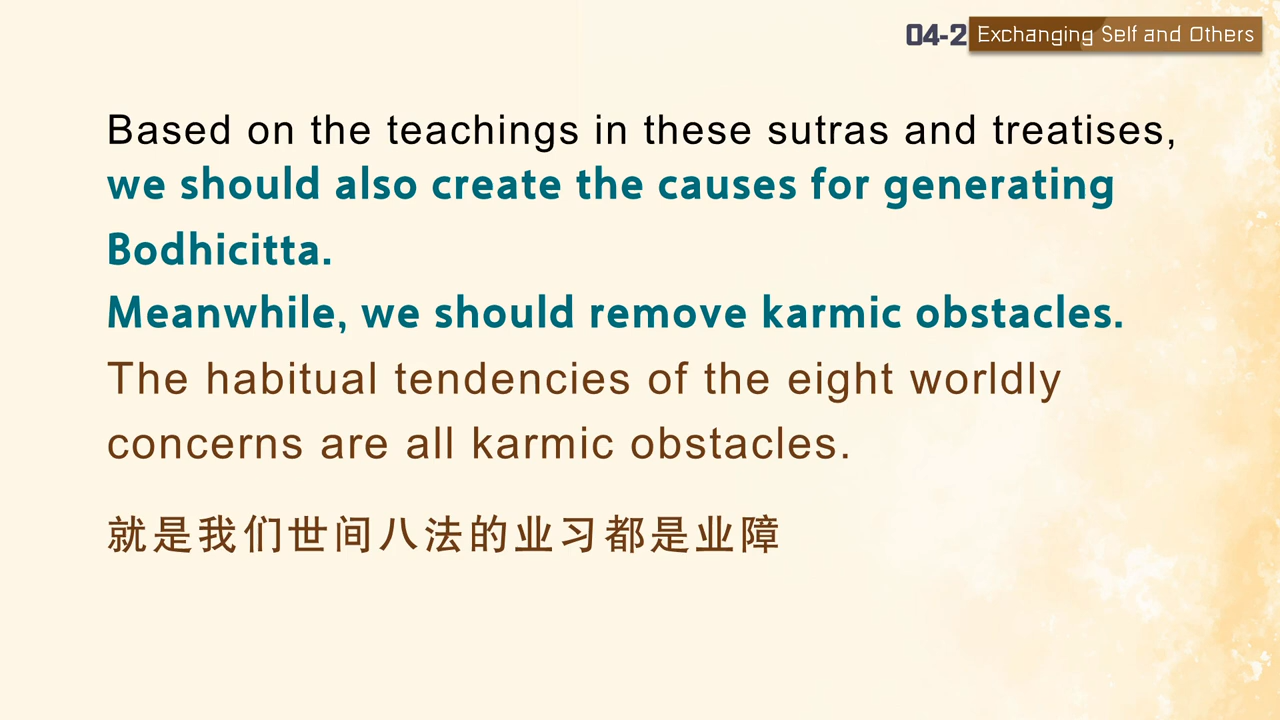 04-2 Exchanging Self and Others
Based on the teachings in these sutras and treatises,
we should also create the causes for generating
Bodhicitta.
Meanwhile, we should remove karmic obstacles.
The habitual tendencies of the eight worldly
concerns are all karmic obstacles.
就是我们世间八法的业习都是业障